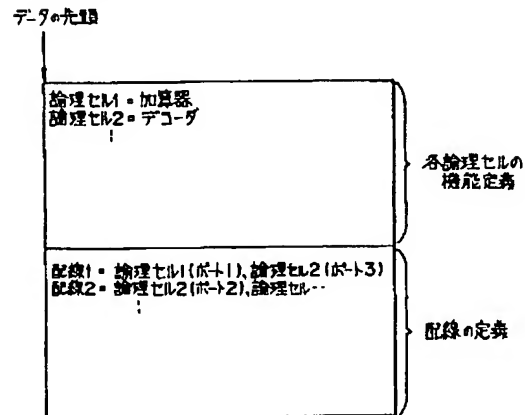 データの先頭
論理セル1 = 加算器
論理セル2 = デコーダ
各論理セルの
機能定義
配線1 = 論理セル1(ポート1), 論理セル2(ポート3)
配線2 = 論理セル2(ポート2), 論理セル‥
配線の定義